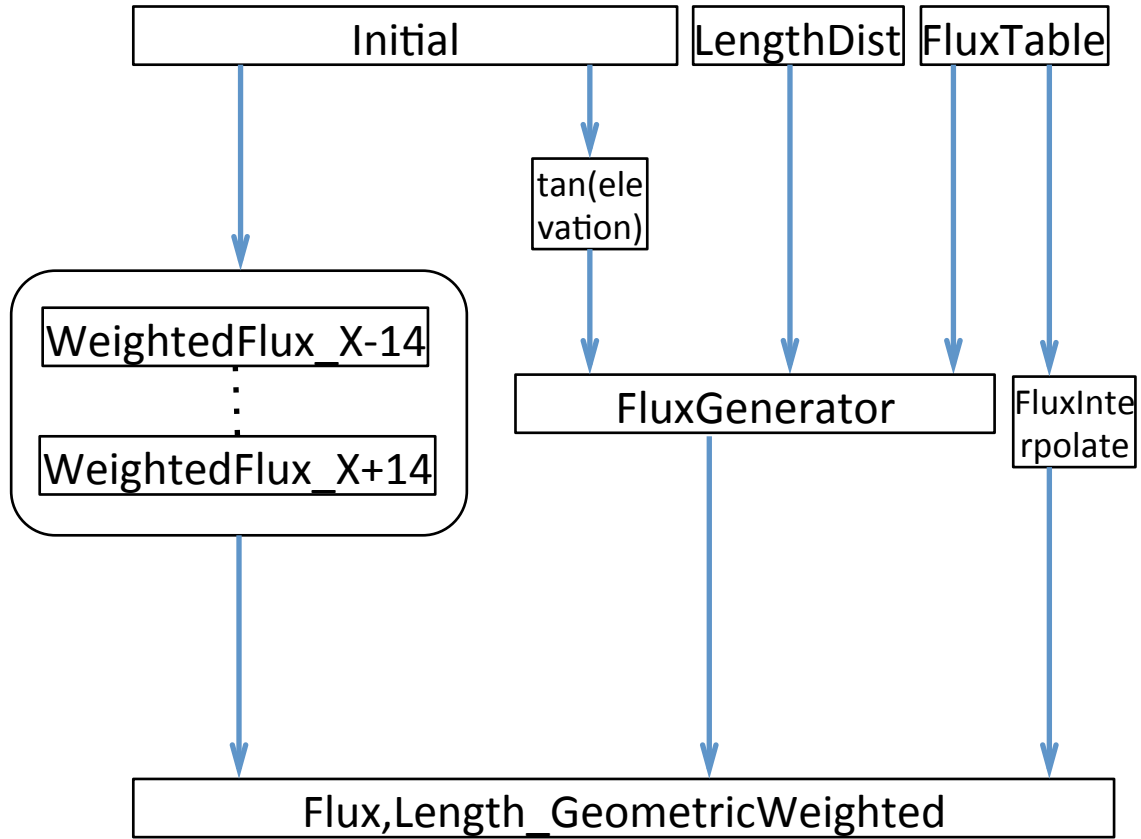 Initial
LengthDist
FluxTable
tan(ele
vation)
WeightedFlux_X-14
WeightedFlux_X+14
FluxGenerator
FluxInte
rpolate
Flux,Length_GeometricWeighted